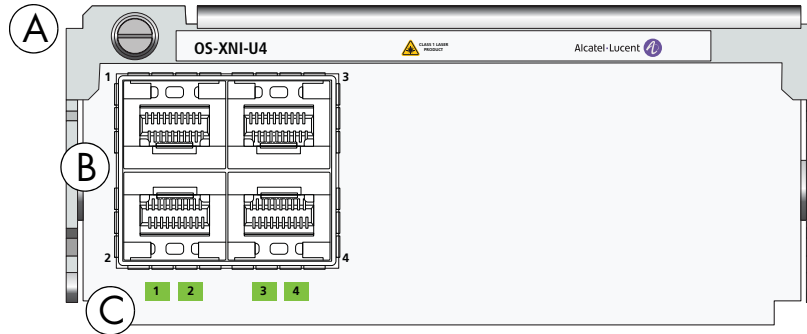 A
OS-XNI-U4
CLASS 1 LASER
PRODUCT
Alcatel·Lucent
1 3
B
2 4
1 2 3 4
C